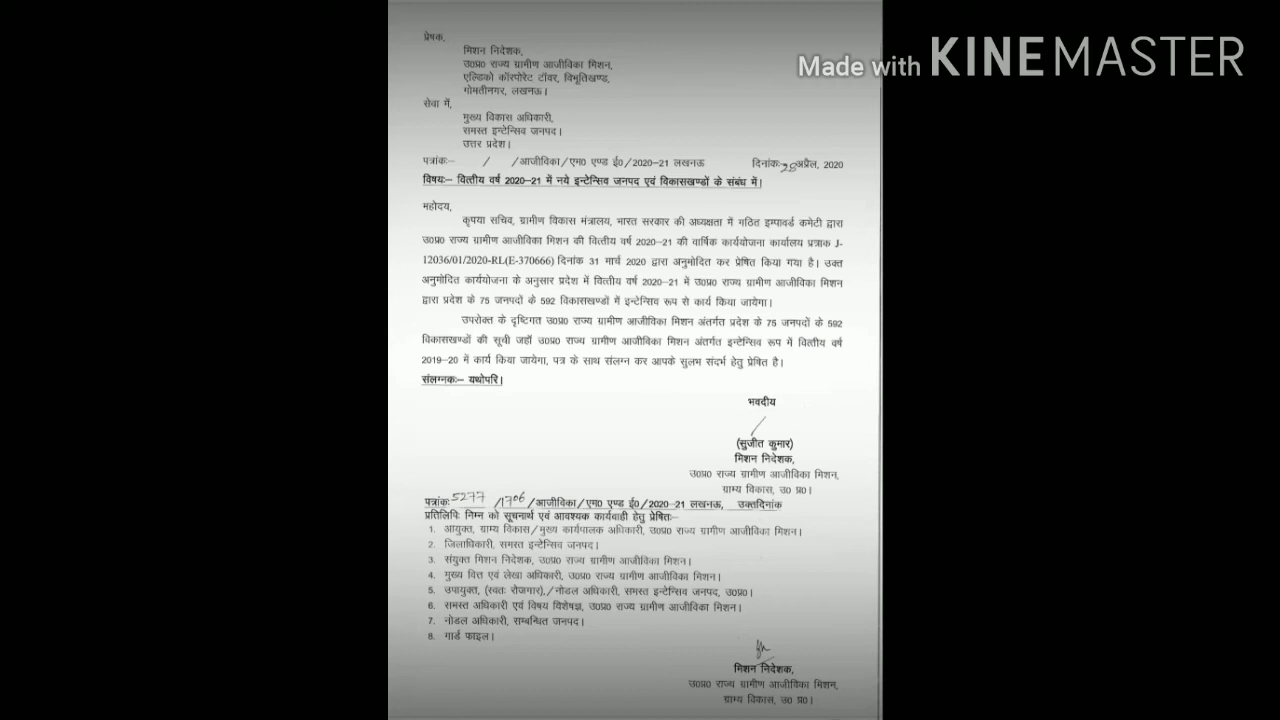 Made with KINEMASTER
प्रेषक,
मिशन निदेशक,
उ0प्र0 राज्य ग्रामीण आजीविका मिशन,
एल्डिको कॉरपोरेट टॉवर, विभूतिखण्ड,
गोमतीनगर, लखनऊ।
सेवा में,
मुख्य विकास अधिकारी,
समस्त इन्टेन्सिव जनपद।
उत्तर प्रदेश।
पत्रांकः– / /आजीविका/एम0 एण्ड ई0/2020–21 लखनऊ दिनांकः–28 अप्रैल, 2020
विषयः– वित्तीय वर्ष 2020–21 में नये इन्टेन्सिव जनपद एवं विकासखण्डों के संबंध में।
महोदय,
कृपया सचिव, ग्रामीण विकास मंत्रालय, भारत सरकार की अध्यक्षता में गठित इम्पावर्ड कमेटी द्वारा
उ0प्र0 राज्य ग्रामीण आजीविका मिशन की वित्तीय वर्ष 2020–21 की वार्षिक कार्ययोजना कार्यालय प्रत्राक J-
12036/01/2020-RL(E-370666) दिनांक 31 मार्च 2020 द्वारा अनुमोदित कर प्रेषित किया गया है। उक्त
अनुमोदित कार्ययोजना के अनुसार प्रदेश में वित्तीय वर्ष 2020–21 में उ0प्र0 राज्य ग्रामीण आजीविका मिशन
द्वारा प्रदेश के 75 जनपदों के 592 विकासखण्डों में इन्टेन्सिव रूप से कार्य किया जायेगा।
उपरोक्त के दृष्टिगत उ0प्र0 राज्य ग्रामीण आजीविका मिशन अंतर्गत प्रदेश के 75 जनपदों के 592
विकासखण्डों की सूची जहाँ उ0प्र0 राज्य ग्रामीण आजीविका मिशन अंतर्गत इन्टेन्सिव रूप में वित्तीय वर्ष
2019–20 में कार्य किया जायेगा, पत्र के साथ संलग्न कर आपके सुलभ संदर्भ हेतु प्रेषित है।
संलग्नकः– यथोपरि।
भवदीय
(सुजीत कुमार)
मिशन निदेशक,
उ0प्र0 राज्य ग्रामीण आजीविका मिशन,
ग्राम्य विकास, उ0 प्र0।
पत्रांकः 5277 /1706/आजीविका/एम0 एण्ड ई0/2020–21 लखनऊ, उक्तदिनांक
प्रतिलिपिः निम्न को सूचनार्थ एवं आवश्यक कार्यवाही हेतु प्रेषितः–
1. आयुक्त, ग्राम्य विकास/मुख्य कार्यपालक अधिकारी, उ0प्र0 राज्य ग्रामीण आजीविका मिशन।
2. जिलाधिकारी, समस्त इन्टेन्सिव जनपद।
3. संयुक्त मिशन निदेशक, उ0प्र0 राज्य ग्रामीण आजीविका मिशन।
4. मुख्य वित्त एवं लेखा अधिकारी, उ0प्र0 राज्य ग्रामीण आजीविका मिशन।
5. उपायुक्त, (स्वतः रोजगार),/नोडल अधिकारी, समस्त इन्टेन्सिव जनपद, उ0प्र0।
6. समस्त अधिकारी एवं विषय विशेषज्ञ, उ0प्र0 राज्य ग्रामीण आजीविका मिशन।
7. नोडल अधिकारी, सम्बन्धित जनपद।
8. गार्ड फाइल।
मिशन निदेशक,
उ0प्र0 राज्य ग्रामीण आजीविका मिशन,
ग्राम्य विकास, उ0 प्र0।